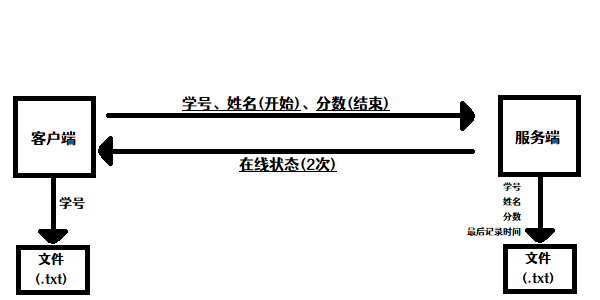 学号、姓名(开始)、分数(结束)
客户端
服务端
在线状态(2次)
学号
学号
姓名
分数
最后记录时间
文件
(.txt)
文件
(.txt)